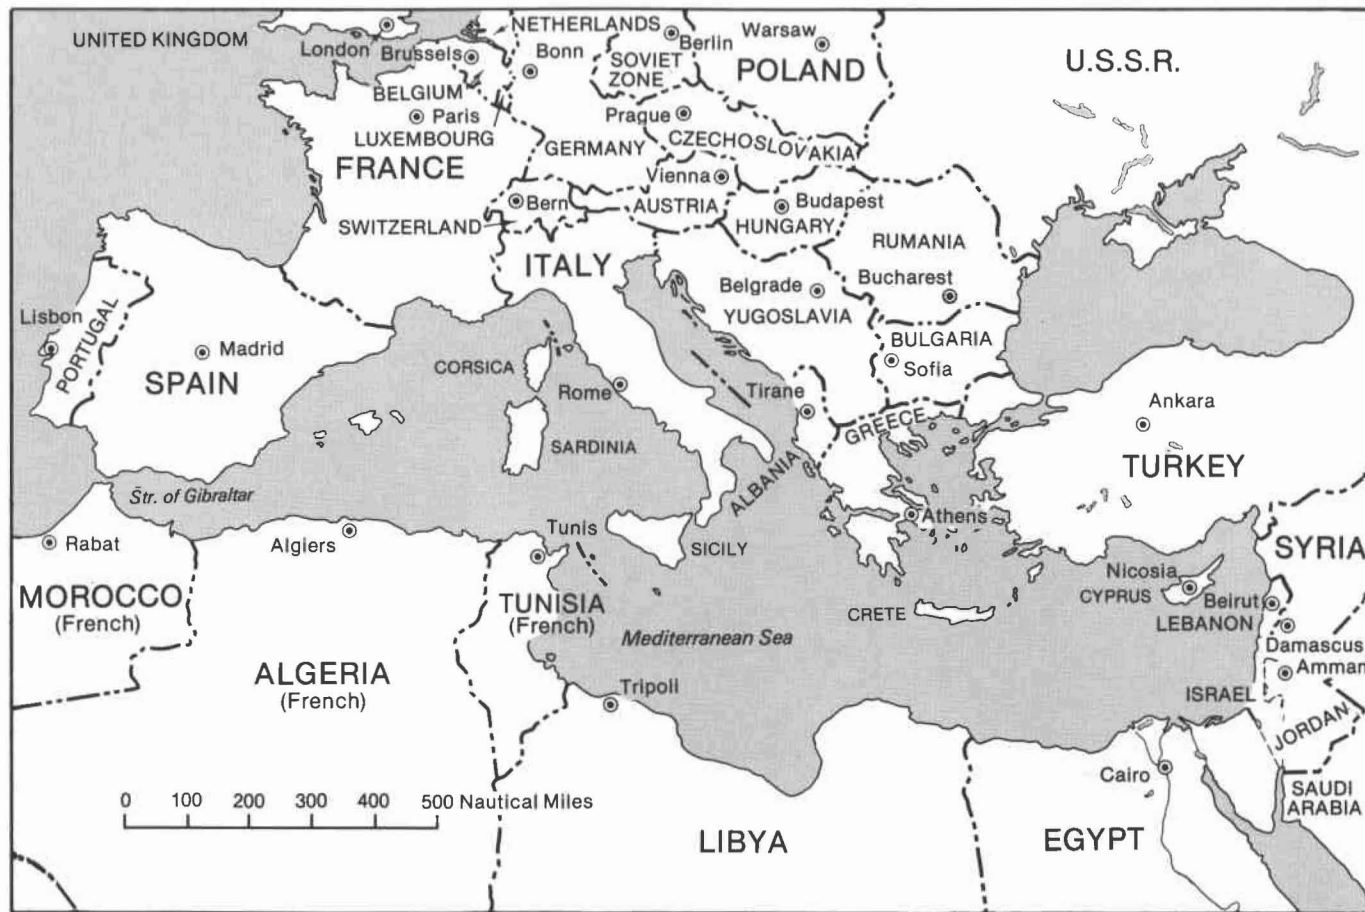 UNITED KINGDOM
London
NETHERLANDS
Brussels
Bonn
SOVIET
ZONE
Berlin
Warsaw
POLAND
U.S.S.R.
BELGIUM
Paris
LUXEMBOURG
FRANCE
GERMANY
Prague
CZECHOSLOVAKIA
Vienna
SWITZERLAND
Bern
AUSTRIA
Budapest
HUNGARY
RUMANIA
ITALY
Belgrade
YUGOSLAVIA
Bucharest
BULGARIA
Sofia
Lisbon
PORTUGAL
Madrid
SPAIN
CORSICA
Rome
SARDINIA
Tirane
ALBANIA
GREECE
Ankara
TURKEY
Str. of Gibraltar
Athens
Rabat
MOROCCO
(French)
Algiers
Tunis
SICILY
TUNISIA
(French)
CRETE
Nicosia
CYPRUS
SYRIA
Beirut
LEBANON
Damascus
Amman
ISRAEL
JORDAN
Mediterranean Sea
ALGERIA
(French)
Tripoli
Cairo
SAUDI
ARABIA
0 100 200 300 400 500 Nautical Miles
LIBYA
EGYPT